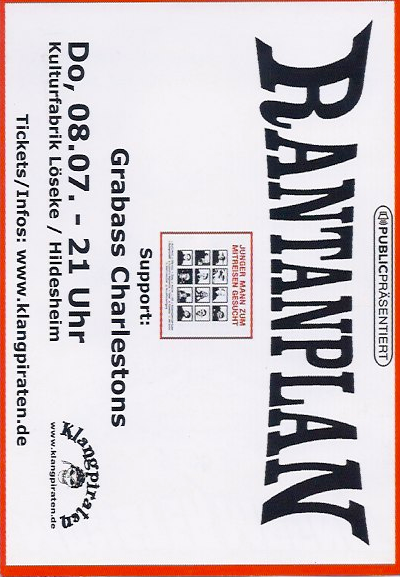 PUBLIC PRÄSENTIERT
RANTANPLAN
JUNGER MANN ZUM
MITREISEN GESUCHT
Support:
Grabass Charlestons
Do, 08.07. - 21 Uhr
Kulturfabrik Löseke / Hildesheim
Tickets/Infos: www.klangpiraten.de
Klangpiraten
www.klangpiraten.de